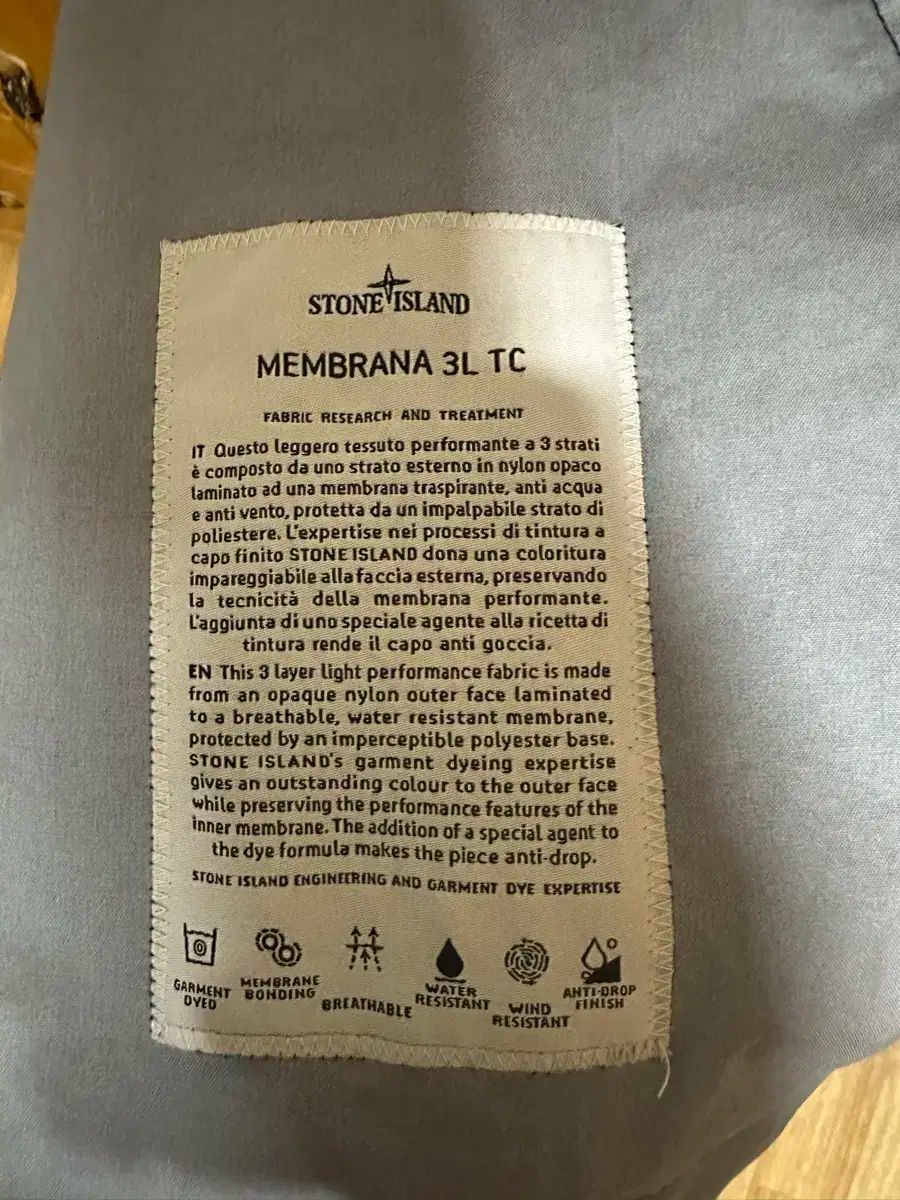 STONE ISLAND
MEMBRANA 3L TC
FABRIC RESEARCH AND TREATMENT
IT Questo leggero tessuto performante a 3 strati
è composto da uno strato esterno in nylon opaco
laminato ad una membrana traspirante, anti acqua
e anti vento, protetta da un impalpabile strato di
poliestere. L'expertise nei processi di tintura a
capo finito STONE ISLAND dona una coloritura
impareggiabile alla faccia esterna, preservando
la tecnicità della membrana performante.
L'aggiunta di uno speciale agente alla ricetta di
tintura rende il capo anti goccia.
EN This 3 layer light performance fabric is made
from an opaque nylon outer face laminated
to a breathable, water resistant membrane,
protected by an imperceptible polyester base.
STONE ISLAND's garment dyeing expertise
gives an outstanding colour to the outer face
while preserving the performance features of the
inner membrane. The addition of a special agent to
the dye formula makes the piece anti-drop.
STONE ISLAND ENGINEERING AND GARMENT DYE EXPERTISE
GARMENT
DYED
MEMBRANE
BONDING
BREATHABLE
WATER
RESISTANT
WIND
RESISTANT
ANTI-DROP
FINISH